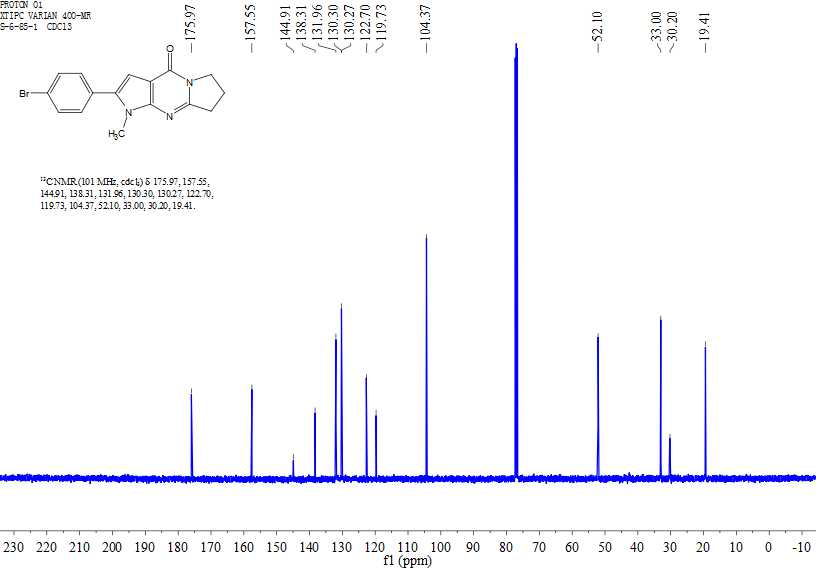 PROTON 01
XTIPC VARIAN 400-MR
S-6-85-1 CDCl3
175.97
157.55
144.91
138.31
131.96
130.30
130.27
122.70
119.73
104.37
52.10
33.00
30.20
19.41
O
N
Br
N
N
H₃C
¹³C NMR (101 MHz, cdcl₃) δ 175.97, 157.55,
144.91, 138.31, 131.96, 130.30, 130.27, 122.70,
119.73, 104.37, 52.10, 33.00, 30.20, 19.41.
230 220 210 200 190 180 170 160 150 140 130 120 110 100 90 80 70 60 50 40 30 20 10 0 -10
f1 (ppm)